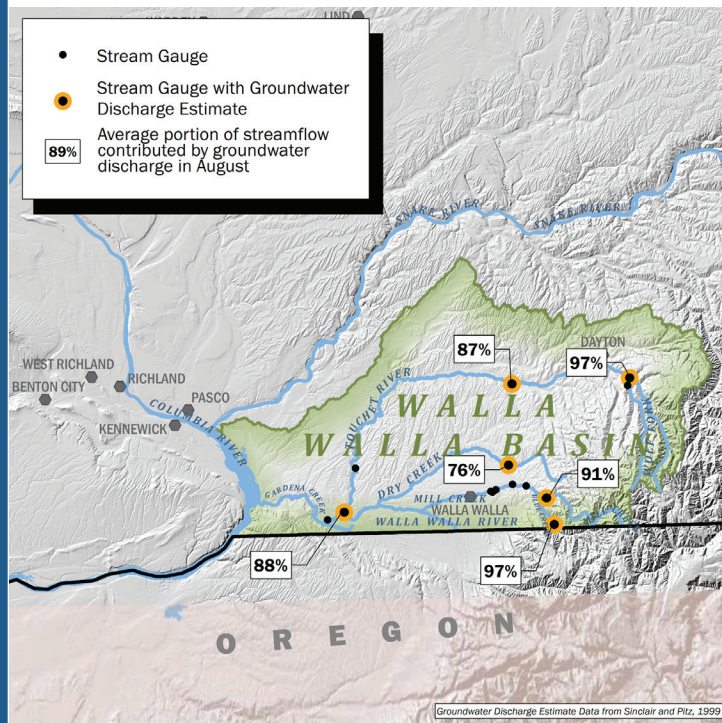 LIND
Stream Gauge
Stream Gauge with Groundwater
Discharge Estimate
89%
Average portion of streamflow
contributed by groundwater
discharge in August
SNAKE RIVER
SNAKE RIVER
87%
DAYTON
97%
WEST RICHLAND
RICHLAND
BENTON CITY
PASCO
KENNEWICK
COLUMBIA RIVER
TOUCHET RIVER
WALLA
WALLA BASIN
76%
91%
DRY CREEK
GARDENA CREEK
MILL CREEK
WALLA WALLA
WALLA WALLA RIVER
88%
97%
OREGON
Groundwater Discharge Estimate Data from Sinclair and Pitz, 1999